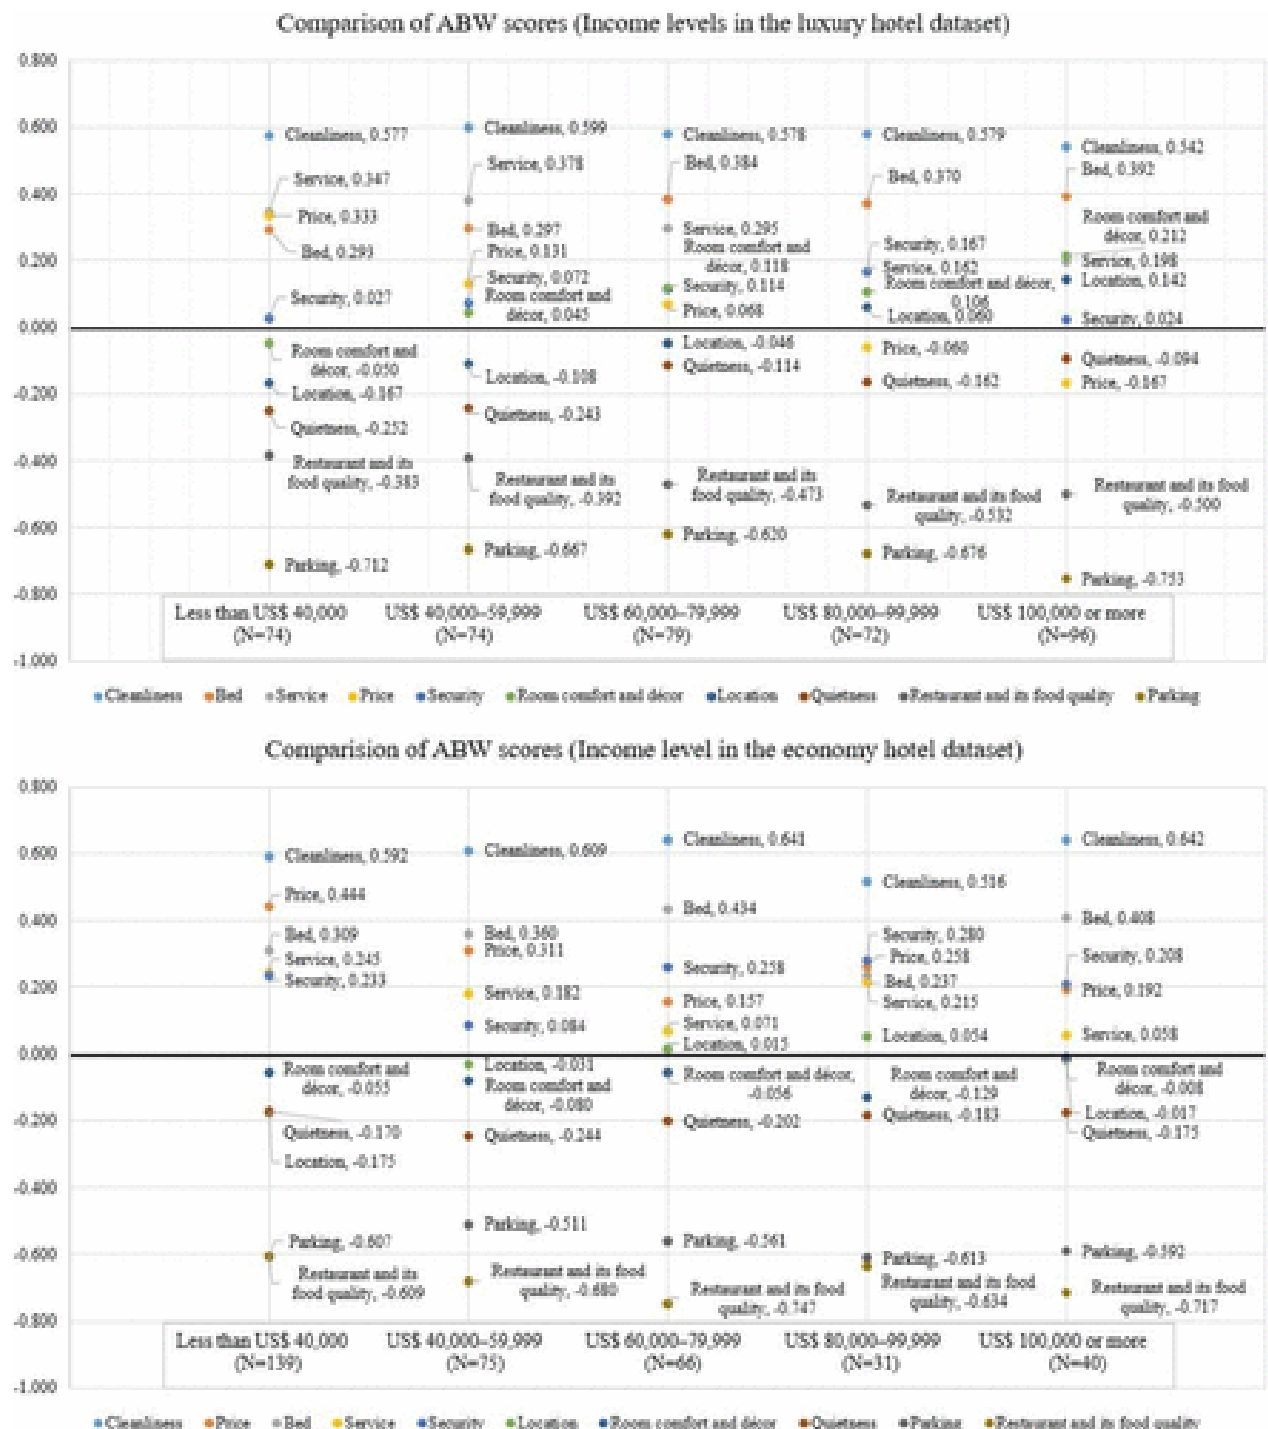 Comparison of ABW scores (Income levels in the luxury hotel dataset)
0.800
0.600
0.400
0.200
0.000
-0.200
-0.400
-0.600
-0.800
-1.000
Cleanliness, 0.577
Service, 0.347
Price, 0.333
Bed, 0.293
Security, 0.027
Room comfort and
décor, -0.050
Location, -0.167
Quietness, -0.252
Restaurant and its
food quality, -0.383
Parking, -0.712
Cleanliness, 0.599
Service, 0.378
Bed, 0.297
Price, 0.131
Security, 0.072
Room comfort and
décor, 0.045
Location, -0.108
Quietness, -0.243
Restaurant and its
food quality, -0.392
Parking, -0.667
Cleanliness, 0.578
Bed, 0.384
Service, 0.295
Room comfort and
décor, 0.118
Security, 0.114
Price, 0.068
Location, -0.046
Quietness, -0.114
Restaurant and its
food quality, -0.473
Parking, -0.620
Cleanliness, 0.579
Bed, 0.370
Security, 0.167
Service, 0.162
Room comfort and décor,
0.106
Location, 0.060
Price, -0.060
Quietness, -0.162
Restaurant and its food
quality, -0.532
Parking, -0.676
Cleanliness, 0.542
Bed, 0.392
Room comfort and
décor, 0.212
Service, 0.198
Location, 0.142
Security, 0.024
Quietness, -0.094
Price, -0.167
Restaurant and its food
quality, -0.500
Parking, -0.753
Less than US$ 40,000
(N=74)
US$ 40,000–59,999
(N=74)
US$ 60,000–79,999
(N=79)
US$ 80,000–99,999
(N=72)
US$ 100,000 or more
(N=96)
Cleanliness Bed Service Price Security Room comfort and décor Location Quietness Restaurant and its food quality Parking
Comparision of ABW scores (Income level in the economy hotel dataset)
0.800
0.600
0.400
0.200
0.000
-0.200
-0.400
-0.600
-0.800
-1.000
Cleanliness, 0.592
Price, 0.444
Bed, 0.309
Service, 0.245
Security, 0.233
Room comfort and
décor, -0.055
Quietness, -0.170
Location, -0.175
Parking, -0.607
Restaurant and its
food quality, -0.609
Cleanliness, 0.609
Bed, 0.360
Price, 0.311
Service, 0.182
Security, 0.084
Location, -0.031
Room comfort and
décor, -0.080
Quietness, -0.244
Parking, -0.511
Restaurant and its food
quality, -0.680
Cleanliness, 0.641
Bed, 0.434
Security, 0.258
Price, 0.157
Service, 0.071
Location, 0.015
Room comfort and décor,
-0.056
Quietness, -0.202
Parking, -0.561
Restaurant and its food
quality, -0.747
Cleanliness, 0.516
Security, 0.280
Price, 0.258
Bed, 0.237
Service, 0.215
Location, 0.054
Room comfort and
décor, -0.129
Quietness, -0.183
Parking, -0.613
Restaurant and its food
quality, -0.634
Cleanliness, 0.642
Bed, 0.408
Security, 0.208
Price, 0.192
Service, 0.058
Room comfort and
décor, -0.008
Location, -0.017
Quietness, -0.175
Parking, -0.592
Restaurant and its food
quality, -0.717
Less than US$ 40,000
(N=139)
US$ 40,000–59,999
(N=75)
US$ 60,000–79,999
(N=66)
US$ 80,000–99,999
(N=31)
US$ 100,000 or more
(N=40)
Cleanliness Price Bed Service Security Location Room comfort and décor Quietness Parking Restaurant and its food quality